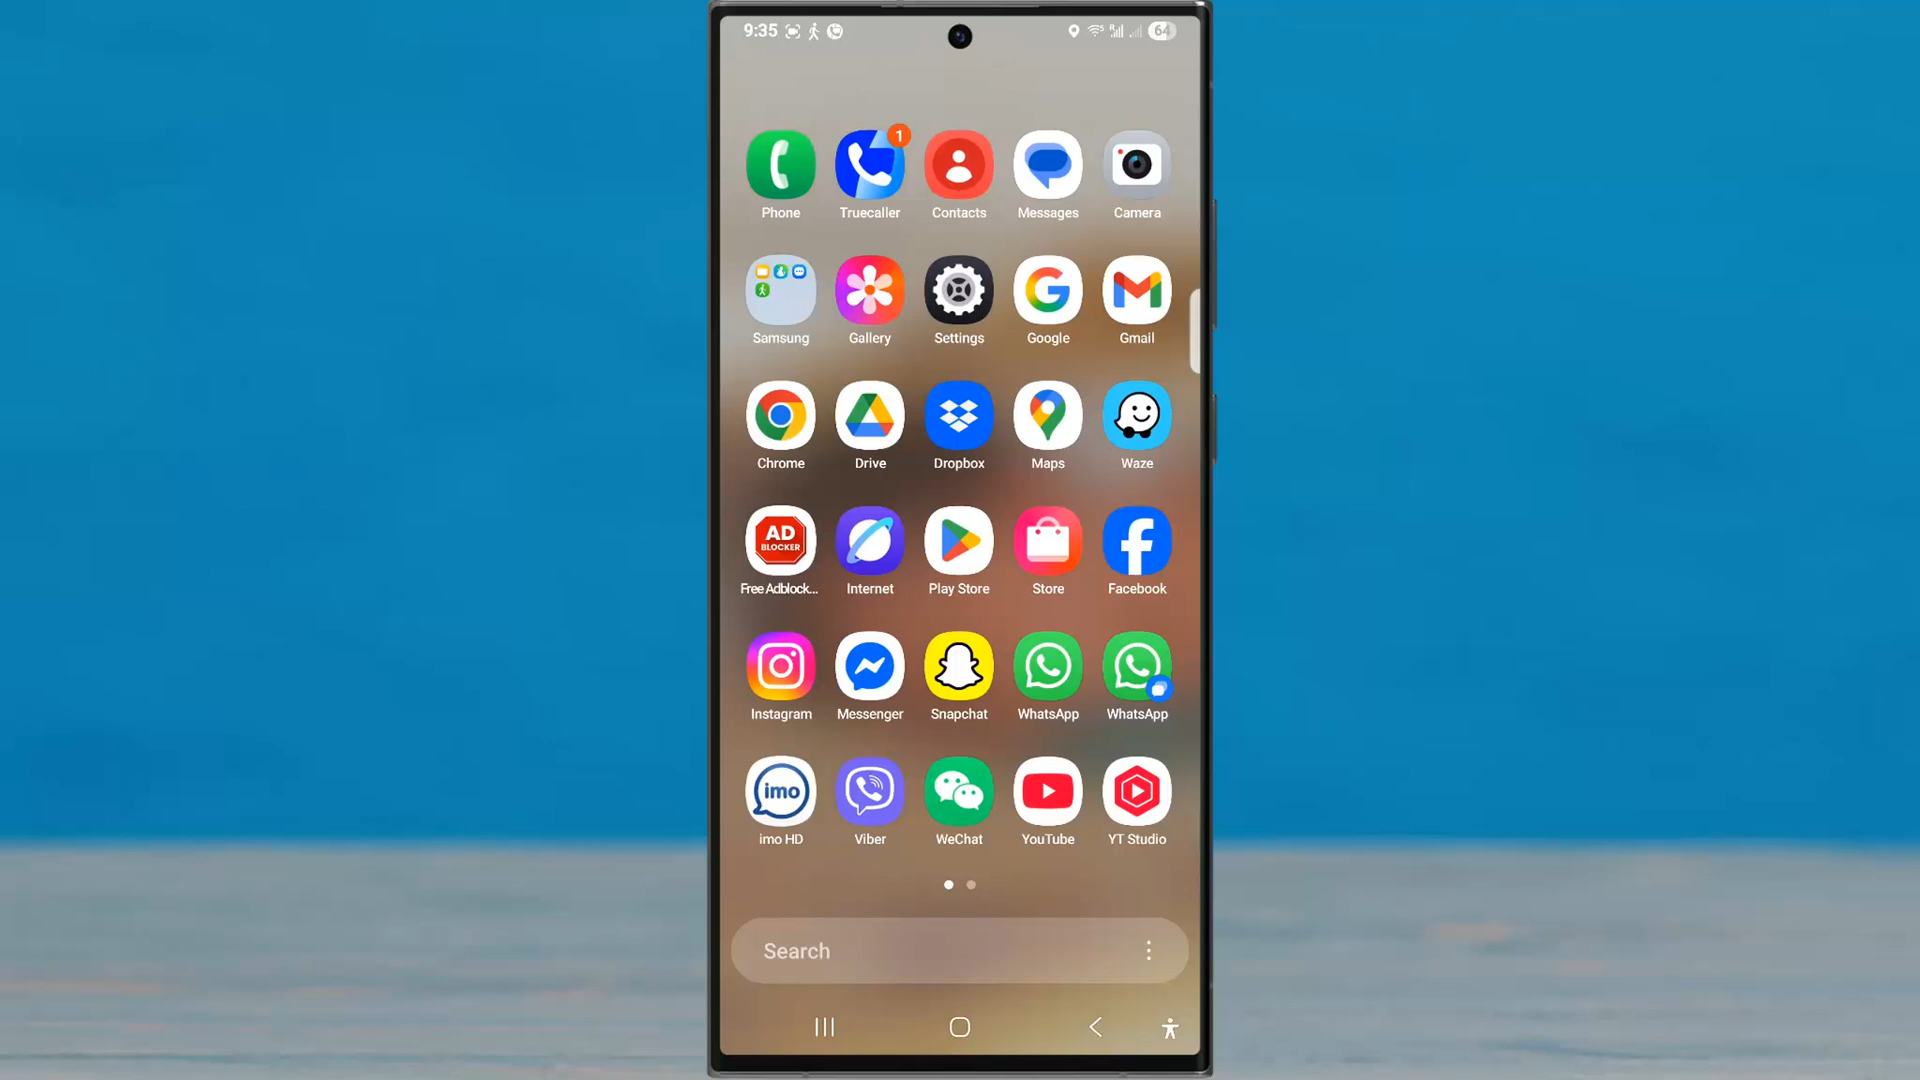 9:35
64
1
Phone Truecaller Contacts Messages Camera
Samsung Gallery Settings Google Gmail
Chrome Drive Dropbox Maps Waze
AD
BLOCKER
Free Adblock... Internet Play Store Store Facebook
Instagram Messenger Snapchat WhatsApp WhatsApp
imo
imo HD Viber WeChat YouTube YT Studio
Search